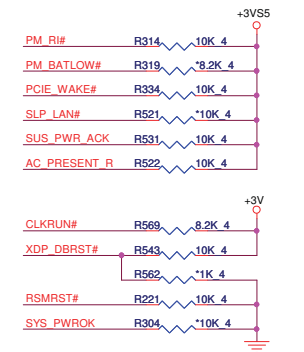 +3VS5
PM_RI# R314 10K_4
PM_BATLOW# R319 *8.2K_4
PCIE_WAKE# R334 10K_4
SLP_LAN# R521 *10K_4
SUS_PWR_ACK R531 10K_4
AC_PRESENT_R R522 10K_4
+3V
CLKRUN# R569 8.2K_4
XDP_DBRST# R543 10K_4
R562 *1K_4
RSMRST# R221 10K_4
SYS_PWROK R304 *10K_4